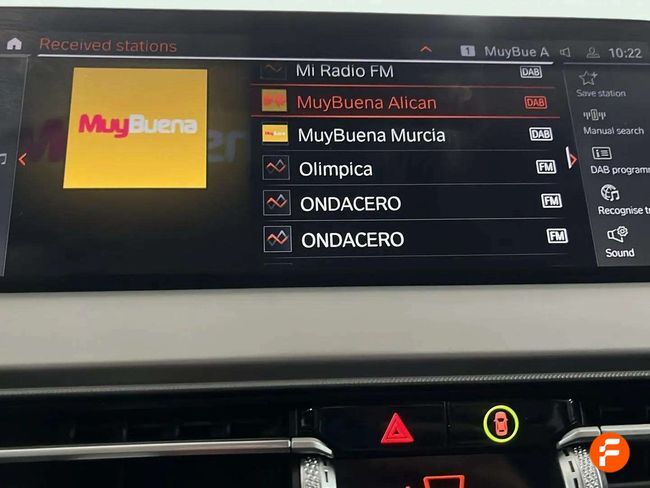 Received stations
1 MuyBue A
10:22
MuyBuena
Mi Radio FM DAB
MuyBuena Alican DAB
MuyBuena Murcia DAB
Olimpica FM
ONDACERO FM
ONDACERO FM
Save station
Manual search
DAB programm
Recognise tr
Sound